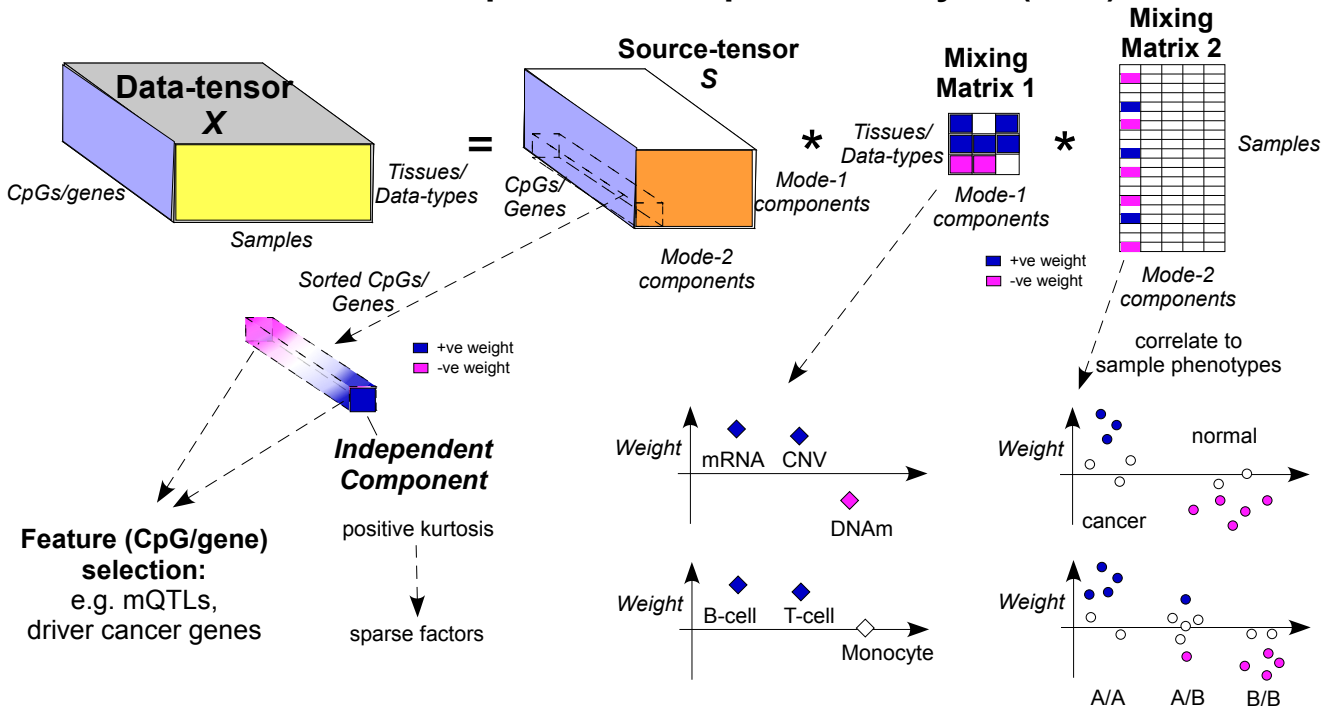 Mixing
Matrix 2
Source-tensor
S
Mixing
Matrix 1
Data-tensor
X
=
*
*
CpGs/genes
Tissues/
Data-types
Samples
CpGs/
Genes
Mode-1
components
Mode-2
components
Tissues/
Data-types
Mode-1
components
Samples
Mode-2
components
+ve weight
-ve weight
Sorted CpGs/
Genes
+ve weight
-ve weight
Independent
Component
positive kurtosis
sparse factors
Feature (CpG/gene)
selection:
e.g. mQTLs,
driver cancer genes
correlate to
sample phenotypes
Weight
mRNA
CNV
DNAm
Weight
normal
cancer
Weight
B-cell
T-cell
Monocyte
Weight
A/A
A/B
B/B